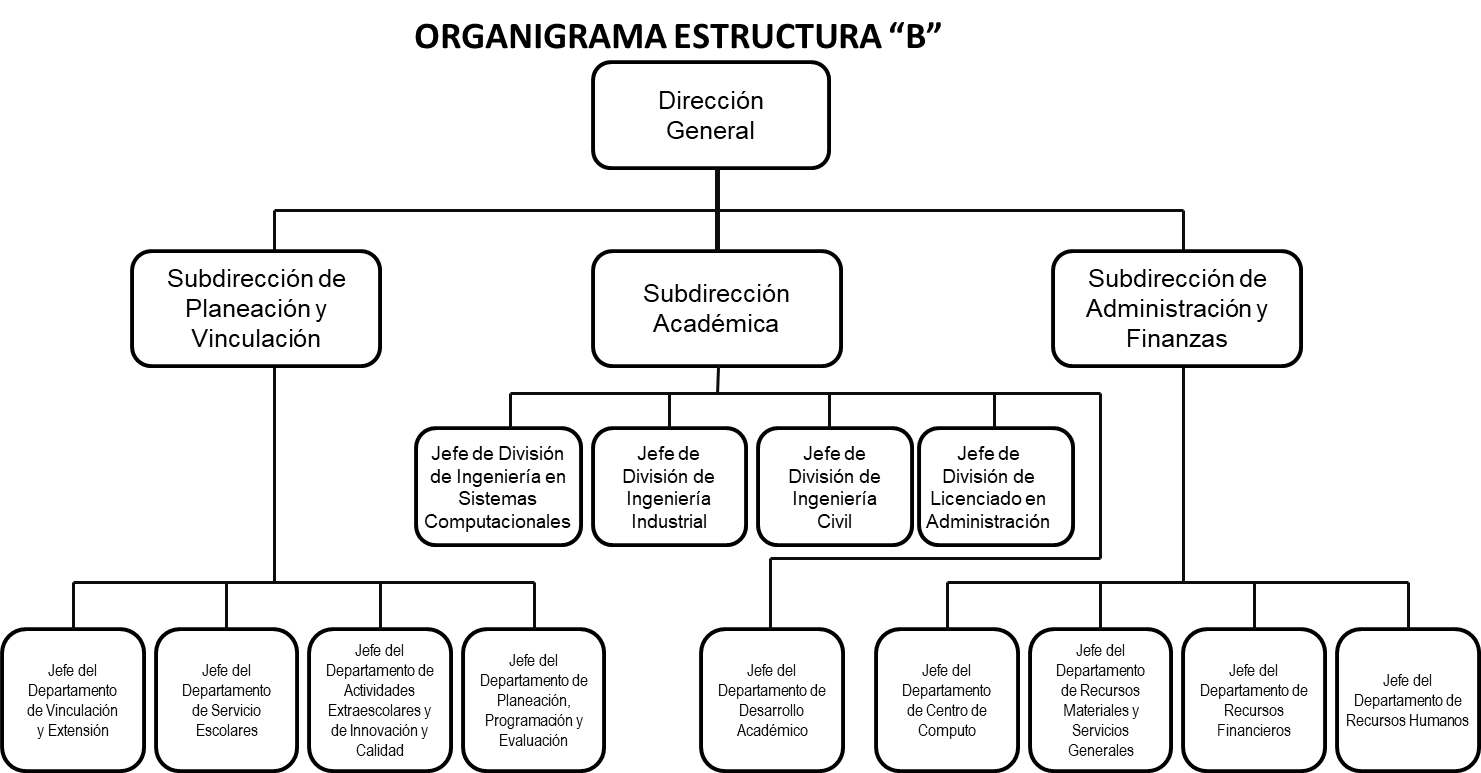 ORGANIGRAMA ESTRUCTURA “B”
Dirección
General
Subdirección de
Planeación y
Vinculación
Subdirección
Académica
Subdirección de
Administración y
Finanzas
Jefe de División
de Ingeniería en
Sistemas
Computacionales
Jefe de
División de
Ingeniería
Industrial
Jefe de
División de
Ingeniería
Civil
Jefe de
División de
Licenciado en
Administración
Jefe del
Departamento
de Vinculación
y Extensión
Jefe del
Departamento
de Servicio
Escolares
Jefe del
Departamento de
Actividades
Extraescolares y
de Innovación y
Calidad
Jefe del
Departamento de
Planeación,
Programación y
Evaluación
Jefe del
Departamento de
Desarrollo
Académico
Jefe del
Departamento
de Centro de
Computo
Jefe del
Departamento
de Recursos
Materiales y
Servicios
Generales
Jefe del
Departamento de
Recursos
Financieros
Jefe del
Departamento de
Recursos Humanos